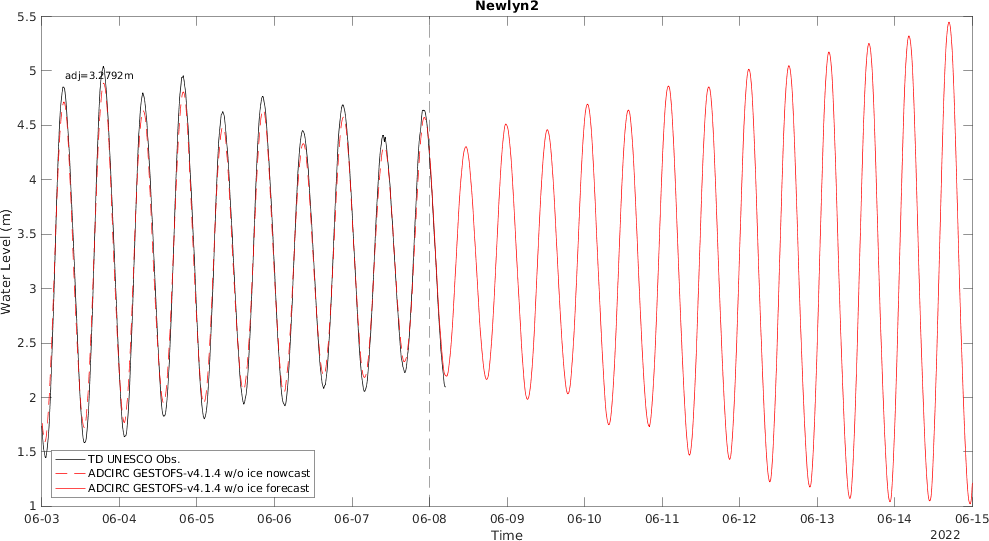 Newlyn2
adj=3.2792m
Water Level (m)
5.5
5
4.5
4
3.5
3
2.5
2
1.5
1
TD UNESCO Obs.
ADCIRC GESTOFS-v4.1.4 w/o ice nowcast
ADCIRC GESTOFS-v4.1.4 w/o ice forecast
06-03 06-04 06-05 06-06 06-07 06-08 06-09 06-10 06-11 06-12 06-13 06-14 06-15
Time
2022